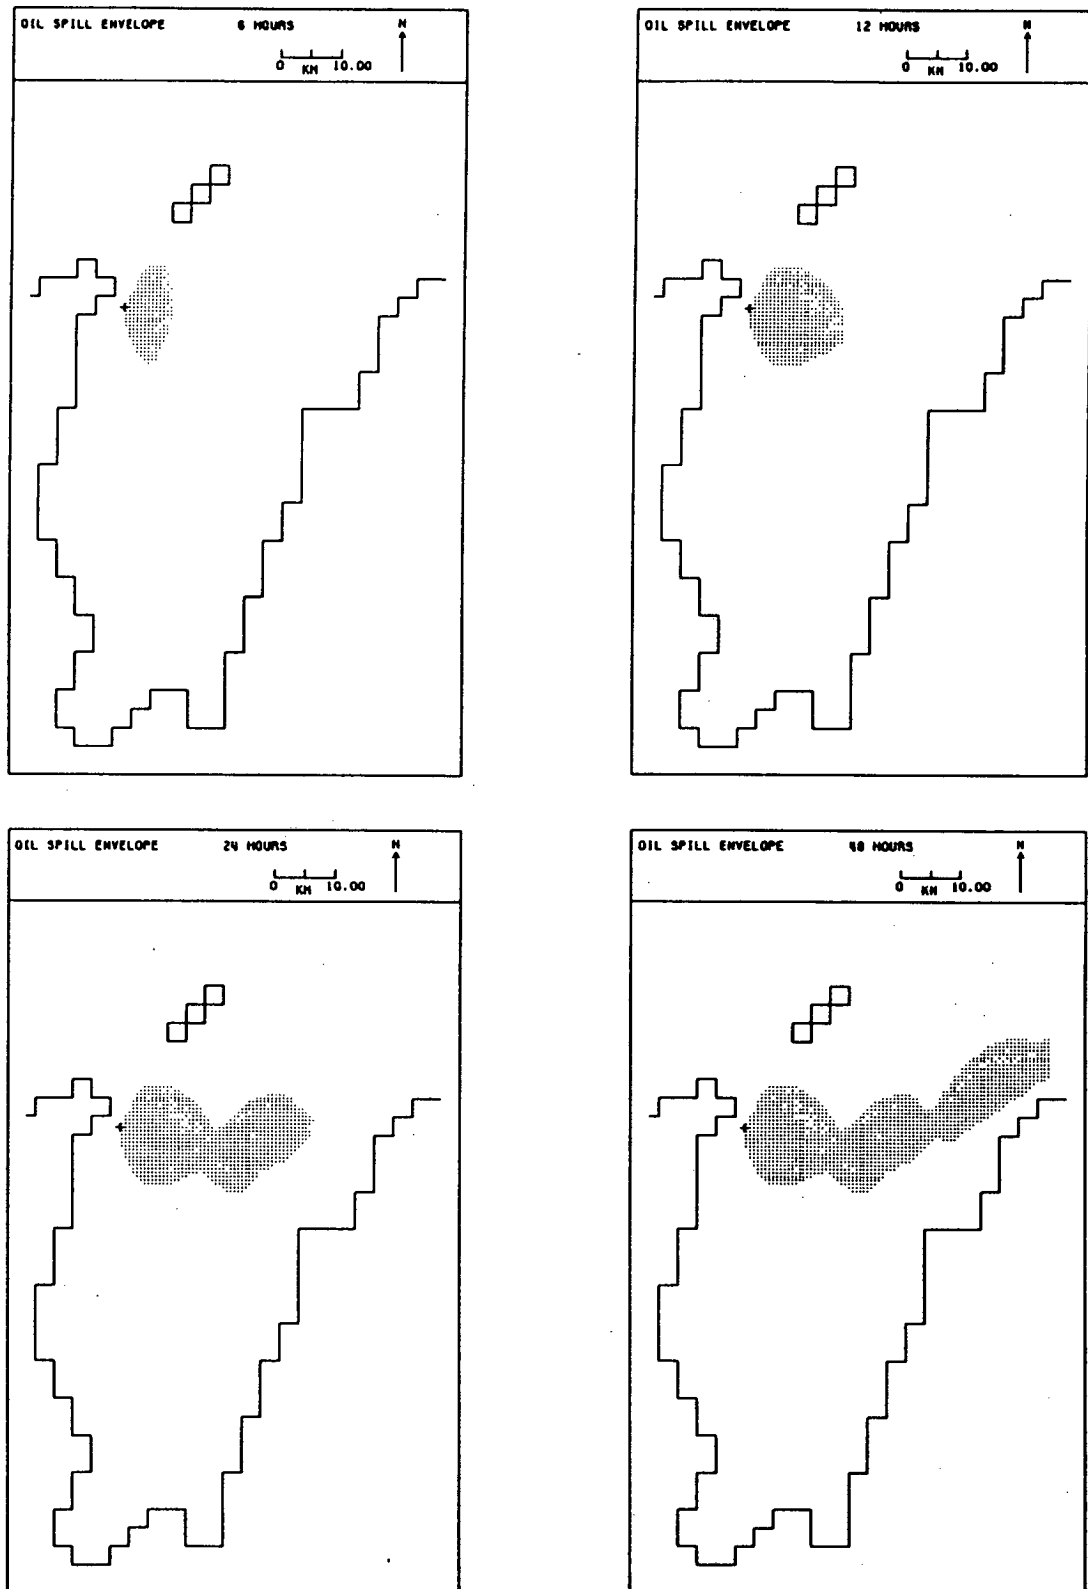 OIL SPILL ENVELOPE 6 HOURS N
0 KM 10.00
OIL SPILL ENVELOPE 12 HOURS N
0 KM 10.00
OIL SPILL ENVELOPE 24 HOURS N
0 KM 10.00
OIL SPILL ENVELOPE 48 HOURS N
0 KM 10.00